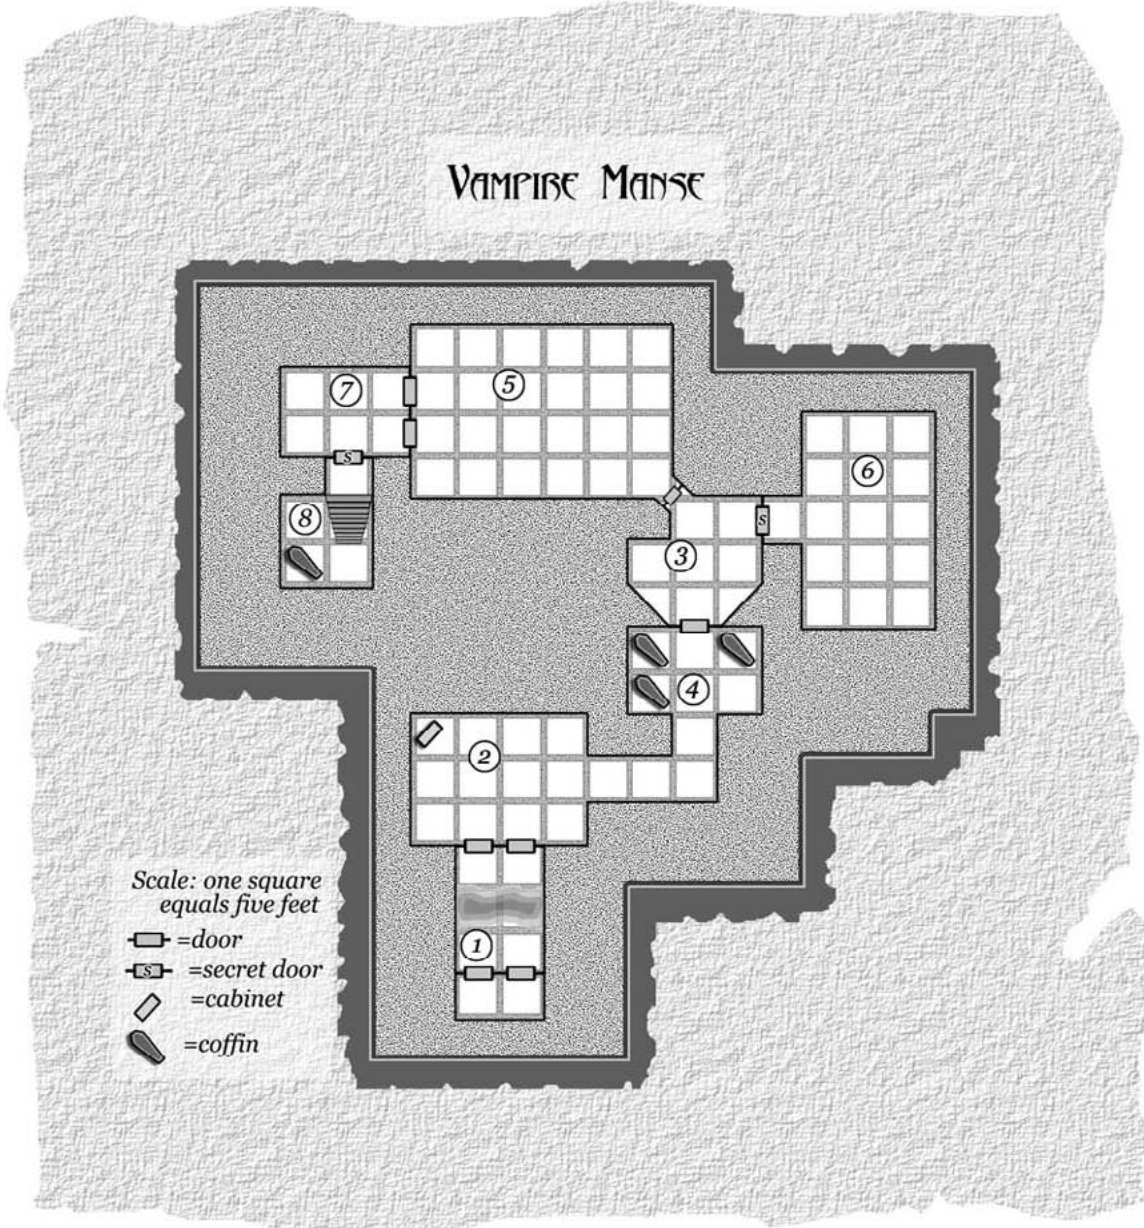 VAMPIRE MANSE
5
7
6
S
8
S
3
4
2
1
Scale: one square
equals five feet
=door
S =secret door
=cabinet
=coffin